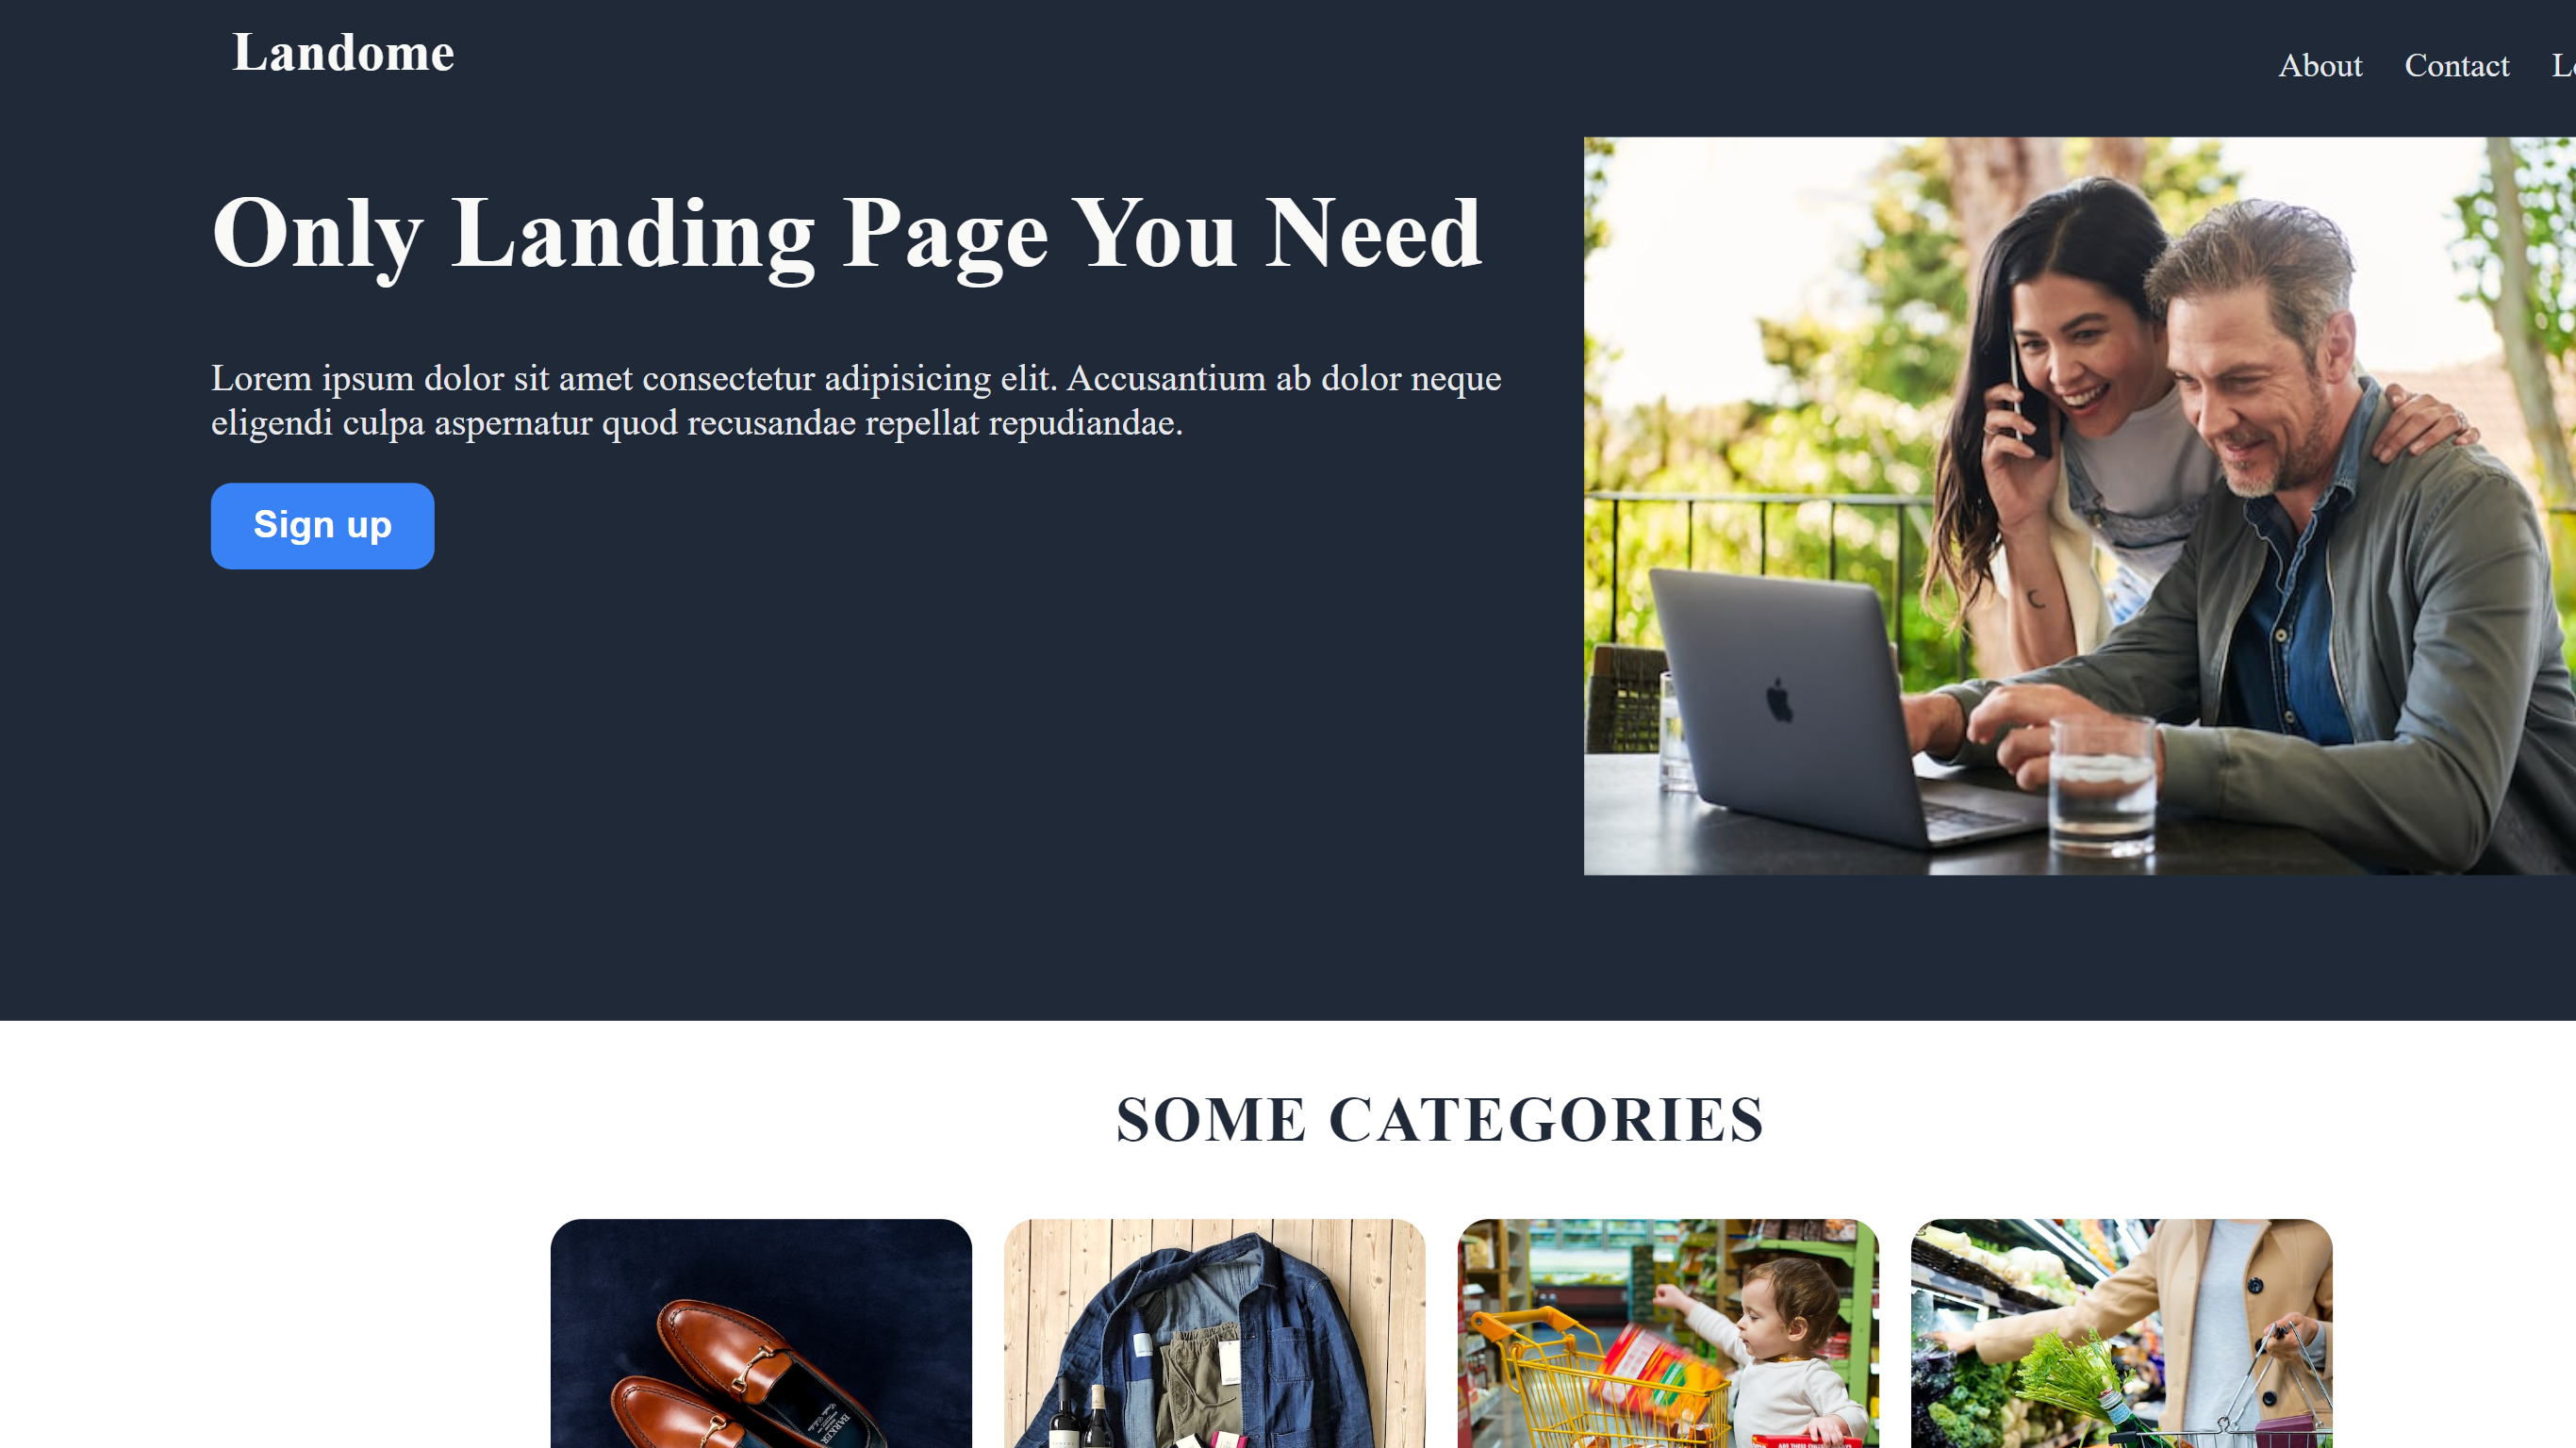 Landome
About Contact
Only Landing Page You Need
Lorem ipsum dolor sit amet consectetur adipisicing elit. Accusantium ab dolor neque
eligendi culpa aspernatur quod recusandae repellat repudiandae.
Sign up
SOME CATEGORIES
BARKER